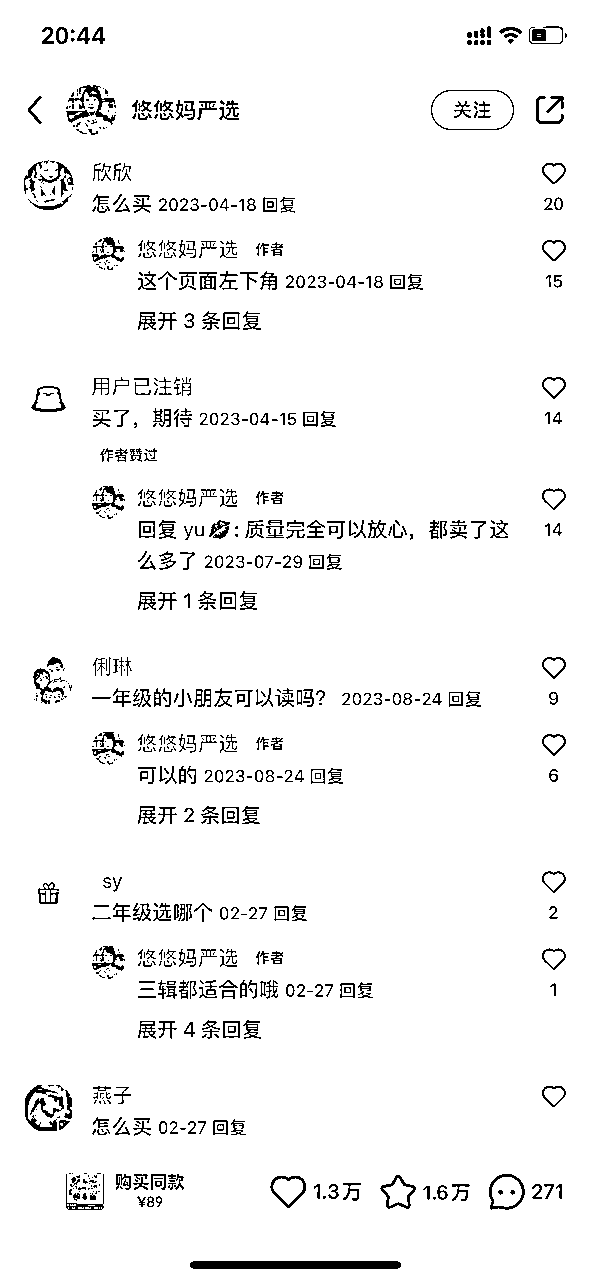 20:44
悠悠妈严选
关注
欣欣
怎么买 2023-04-18 回复
20
悠悠妈严选 作者
这个页面左下角 2023-04-18 回复
15
展开 3 条回复
用户已注销
买了，期待 2023-04-15 回复
14
作者赞过
悠悠妈严选 作者
回复 yu💋: 质量完全可以放心，都卖了这
么多了 2023-07-29 回复
14
展开 1 条回复
俐琳
一年级的小朋友可以读吗？ 2023-08-24 回复
9
悠悠妈严选 作者
可以的 2023-08-24 回复
6
展开 2 条回复
sy
二年级选哪个 02-27 回复
2
悠悠妈严选 作者
三辑都适合的哦 02-27 回复
1
展开 4 条回复
燕子
怎么买 02-27 回复
购买同款
¥89
1.3万
1.6万
271